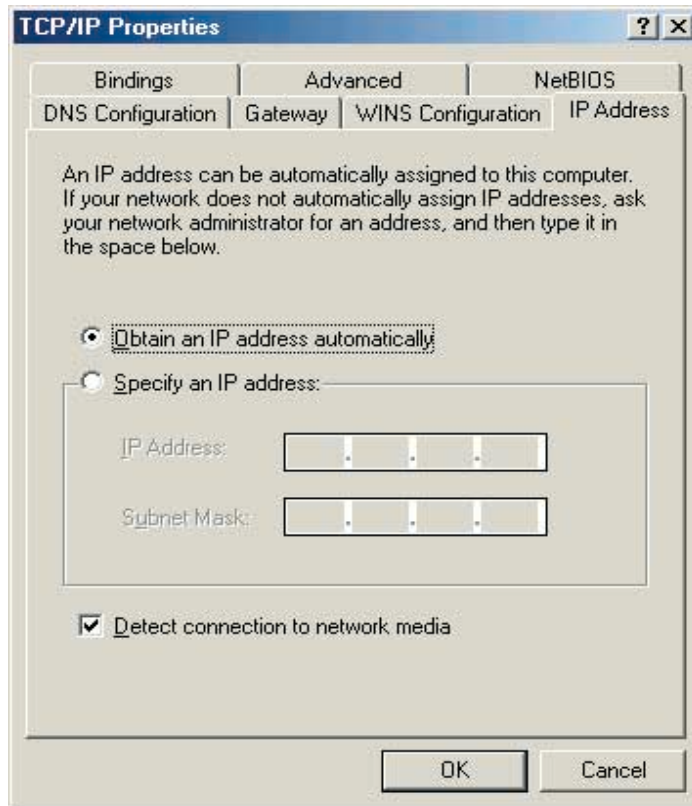 TCP/IP Properties
Bindings
Advanced
NetBIOS
DNS Configuration
Gateway
WINS Configuration
IP Address
An IP address can be automatically assigned to this computer.
If your network does not automatically assign IP addresses, ask
your network administrator for an address, and then type it in
the space below.
Obtain an IP address automatically
Specify an IP address:
IP Address:
Subnet Mask:
Detect connection to network media
OK
Cancel